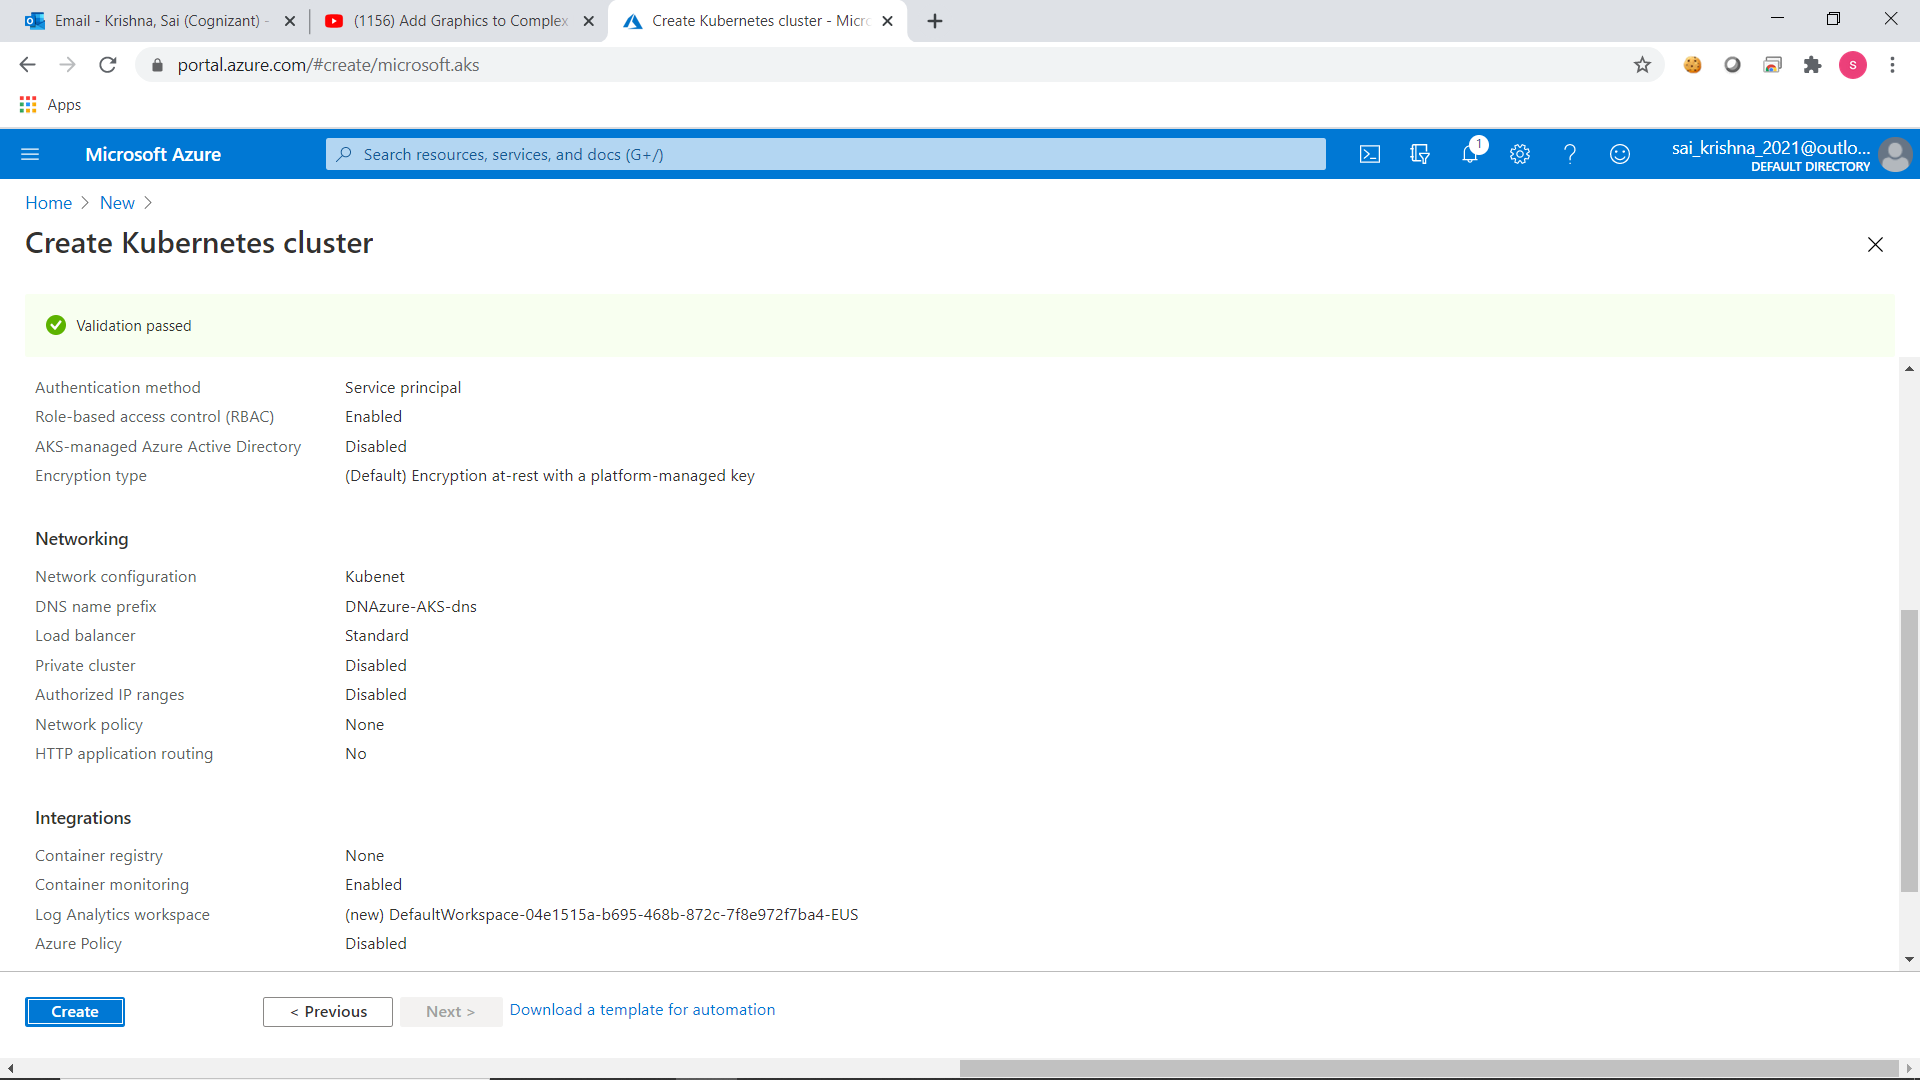 Email - Krishna, Sai (Cognizant) -
(1156) Add Graphics to Complex
Create Kubernetes cluster - Micro
portal.azure.com/#create/microsoft.aks
S
Apps
Microsoft Azure
Search resources, services, and docs (G+/)
1
sai_krishna_2021@outlo...
DEFAULT DIRECTORY
Home > New >
Create Kubernetes cluster
Validation passed
Authentication method Service principal
Role-based access control (RBAC) Enabled
AKS-managed Azure Active Directory Disabled
Encryption type (Default) Encryption at-rest with a platform-managed key
Networking
Network configuration Kubenet
DNS name prefix DNAzure-AKS-dns
Load balancer Standard
Private cluster Disabled
Authorized IP ranges Disabled
Network policy None
HTTP application routing No
Integrations
Container registry None
Container monitoring Enabled
Log Analytics workspace (new) DefaultWorkspace-04e1515a-b695-468b-872c-7f8e972f7ba4-EUS
Azure Policy Disabled
Create
< Previous
Next >
Download a template for automation